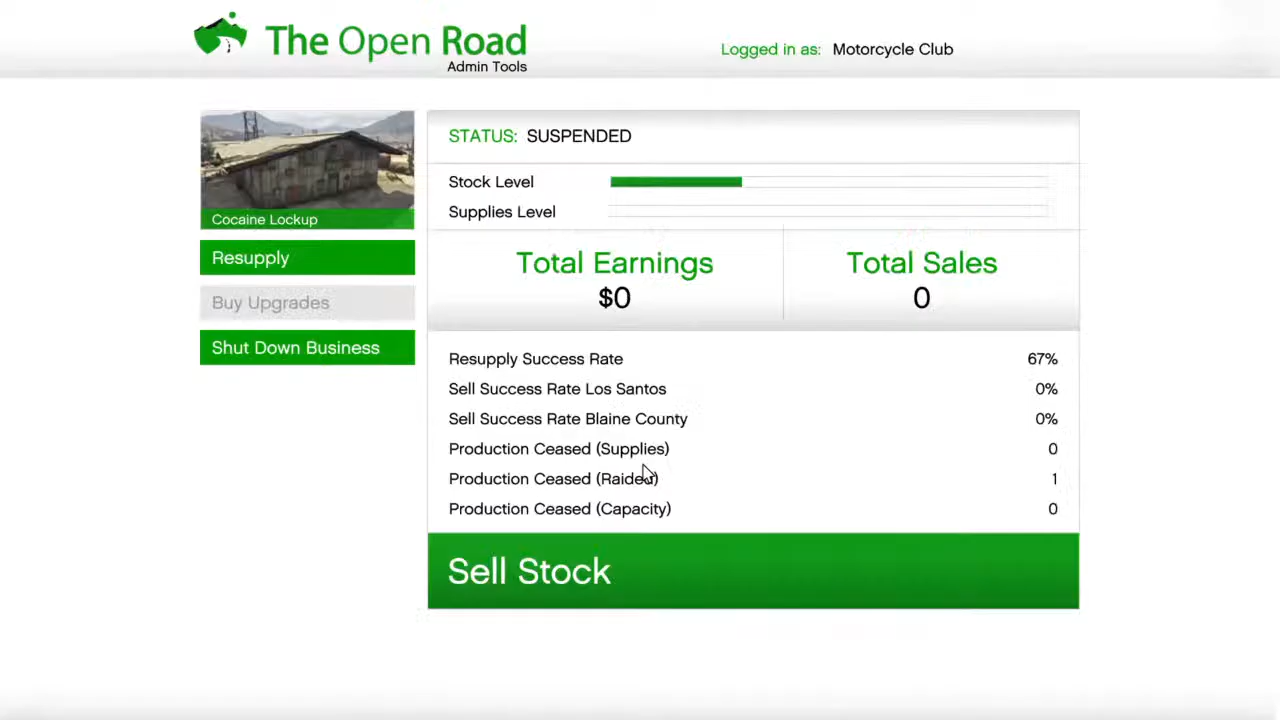 The Open Road
Admin Tools
Logged in as: Motorcycle Club
Cocaine Lockup
Resupply
Buy Upgrades
Shut Down Business
STATUS: SUSPENDED
Stock Level
Supplies Level
Total Earnings
$0
Total Sales
0
Resupply Success Rate 67%
Sell Success Rate Los Santos 0%
Sell Success Rate Blaine County 0%
Production Ceased (Supplies) 0
Production Ceased (Raided) 1
Production Ceased (Capacity) 0
Sell Stock